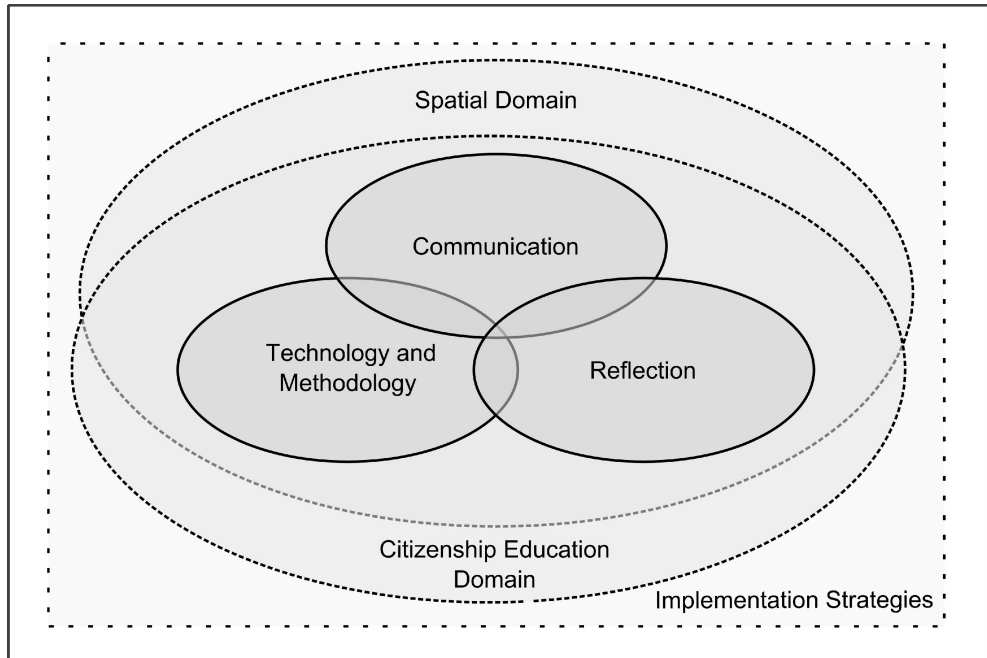 Spatial Domain
Communication
Technology and
Methodology
Reflection
Citizenship Education
Domain
Implementation Strategies